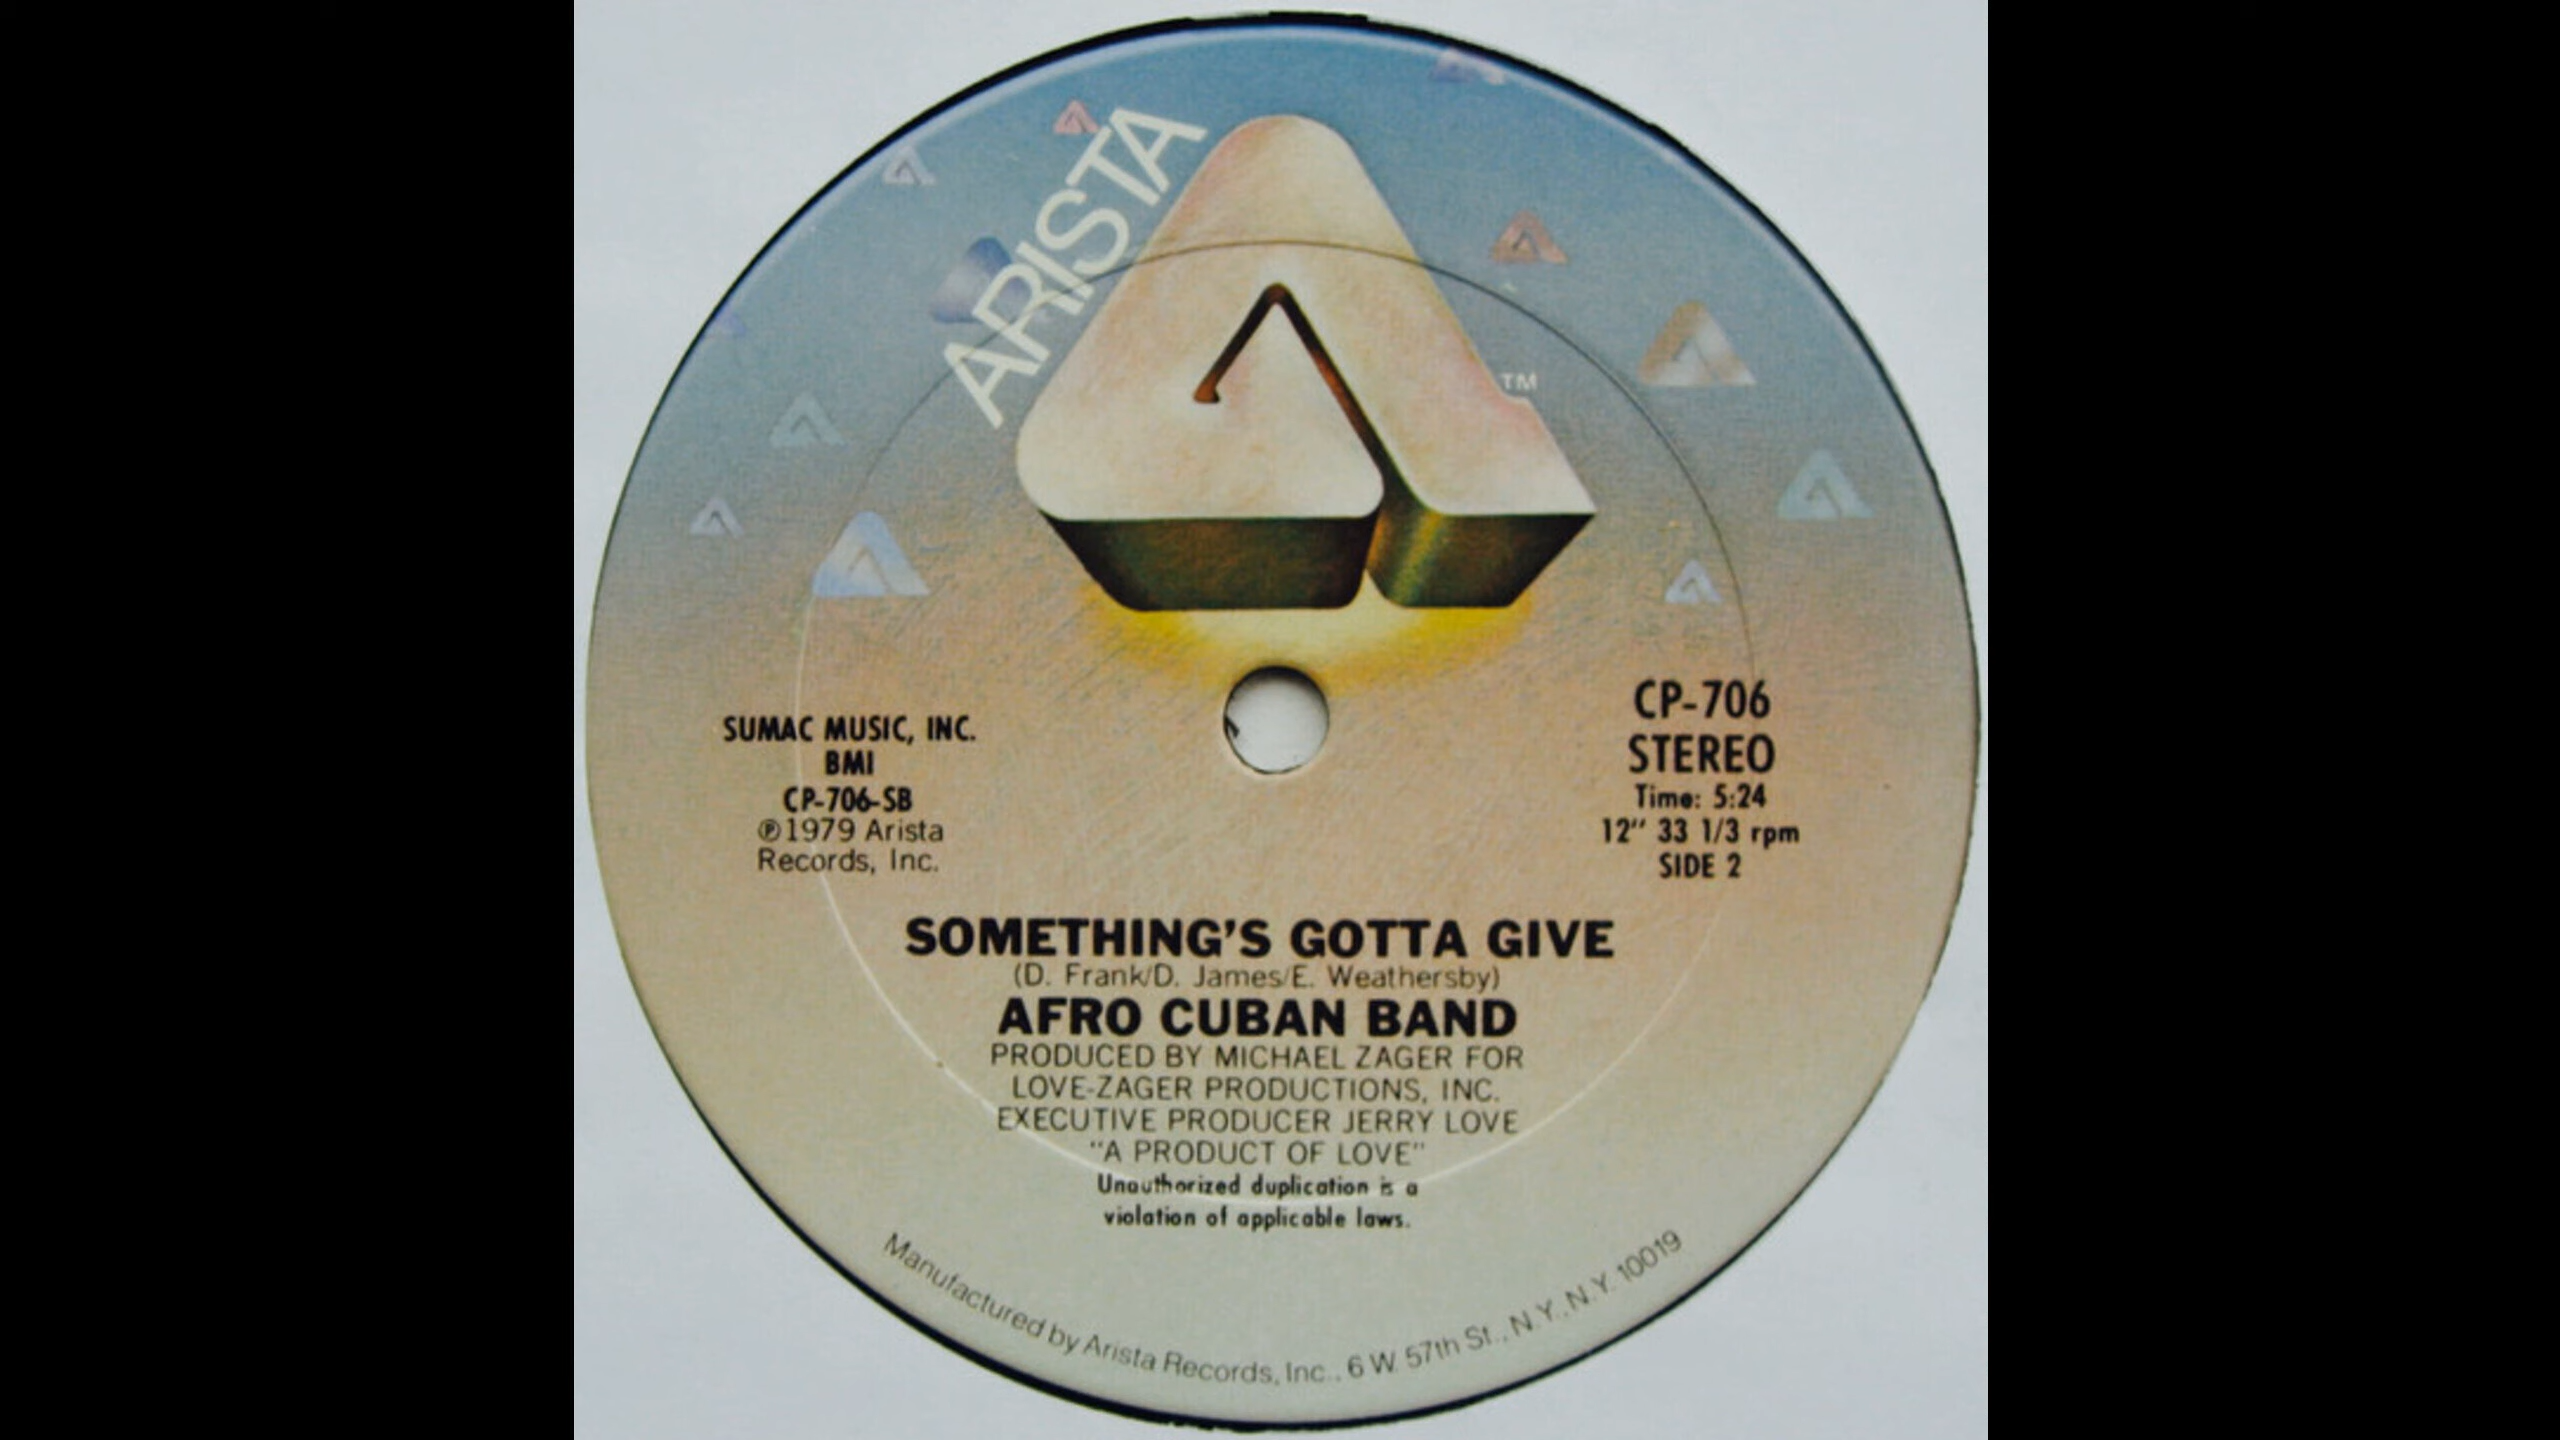 ARISTA
TM
SUMAC MUSIC, INC.
BMI
CP-706-SB
℗1979 Arista
Records, Inc.
CP-706
STEREO
Time: 5:24
12" 33 1/3 rpm
SIDE 2
SOMETHING'S GOTTA GIVE
(D. Frank/D. James/E. Weathersby)
AFRO CUBAN BAND
PRODUCED BY MICHAEL ZAGER FOR
LOVE-ZAGER PRODUCTIONS, INC.
EXECUTIVE PRODUCER JERRY LOVE
"A PRODUCT OF LOVE"
Unauthorized duplication is a
violation of applicable laws.
Manufactured by Arista Records, Inc., 6 W. 57th St., N.Y., N.Y. 10019